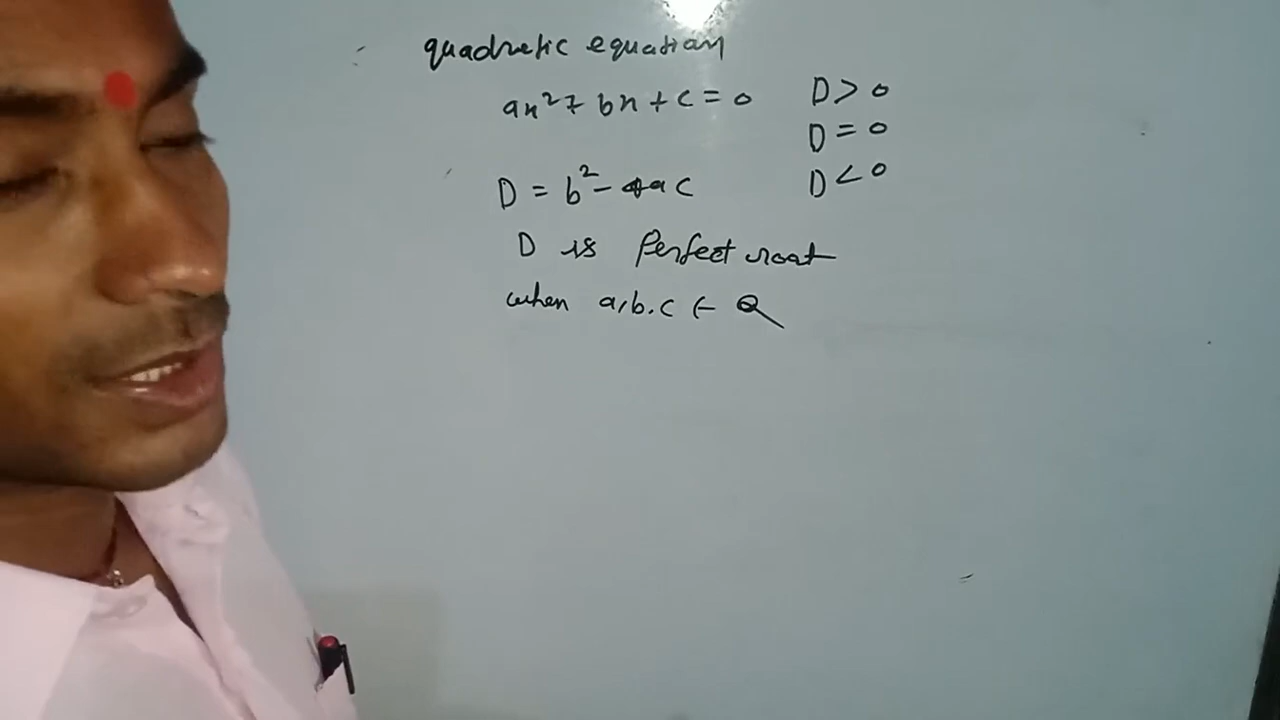 quadratic equation
ax²+bx+c=0
D>0
D=0
D<0
D=b²-4ac
D is Perfect root
when a,b,c ∈ Q